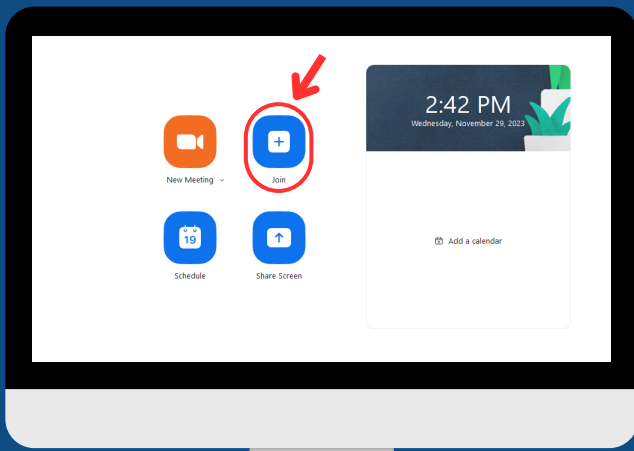 2:42 PM
Wednesday, November 29, 2023
New Meeting
Join
19
Schedule
Share Screen
Add a calendar